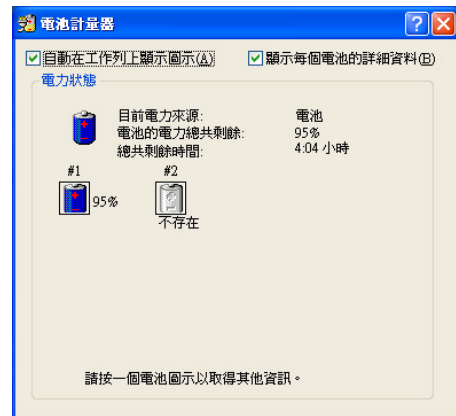 電池計量器
自動在工作列上顯示圖示(A) 顯示每個電池的詳細資料(B)
電力狀態
目前電力來源: 電池
電池的電力總共剩餘: 95%
總共剩餘時間: 4:04 小時
#1 #2
95%
不存在
請按一個電池圖示以取得其他資訊。